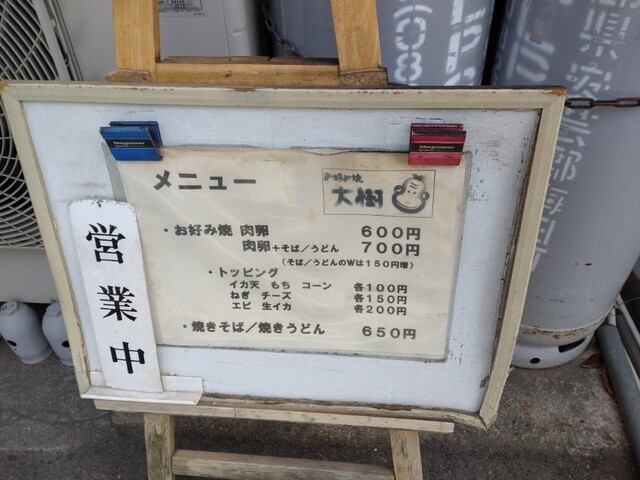 メニュー
お好み焼
大樹
・お好み焼 肉卵 600円
肉卵+そば/うどん 700円
(そば/うどんのWは150円増)
・トッピング
イカ天 もち コーン 各100円
ねぎ チーズ 各150円
エビ 生イカ 各200円
・焼きそば/焼きうどん 650円
営業中